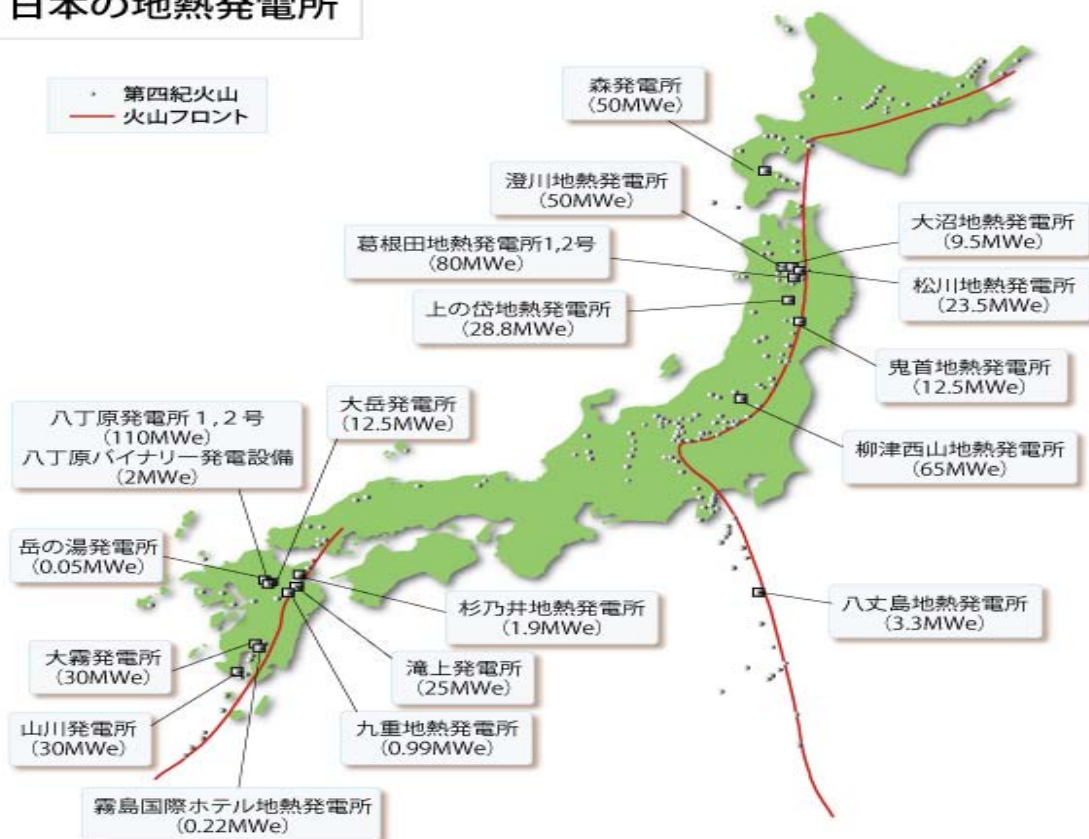 日本の地熱発電所
第四紀火山
火山フロント
森発電所
(50MWe)
澄川地熱発電所
(50MWe)
大沼地熱発電所
(9.5MWe)
葛根田地熱発電所1,2号
(80MWe)
松川地熱発電所
(23.5MWe)
上の岱地熱発電所
(28.8MWe)
鬼首地熱発電所
(12.5MWe)
大岳発電所
(12.5MWe)
八丁原発電所1,2号
(110MWe)
八丁原バイナリー発電設備
(2MWe)
柳津西山地熱発電所
(65MWe)
岳の湯発電所
(0.05MWe)
杉乃井地熱発電所
(1.9MWe)
八丈島地熱発電所
(3.3MWe)
大霧発電所
(30MWe)
滝上発電所
(25MWe)
山川発電所
(30MWe)
九重地熱発電所
(0.99MWe)
霧島国際ホテル地熱発電所
(0.22MWe)